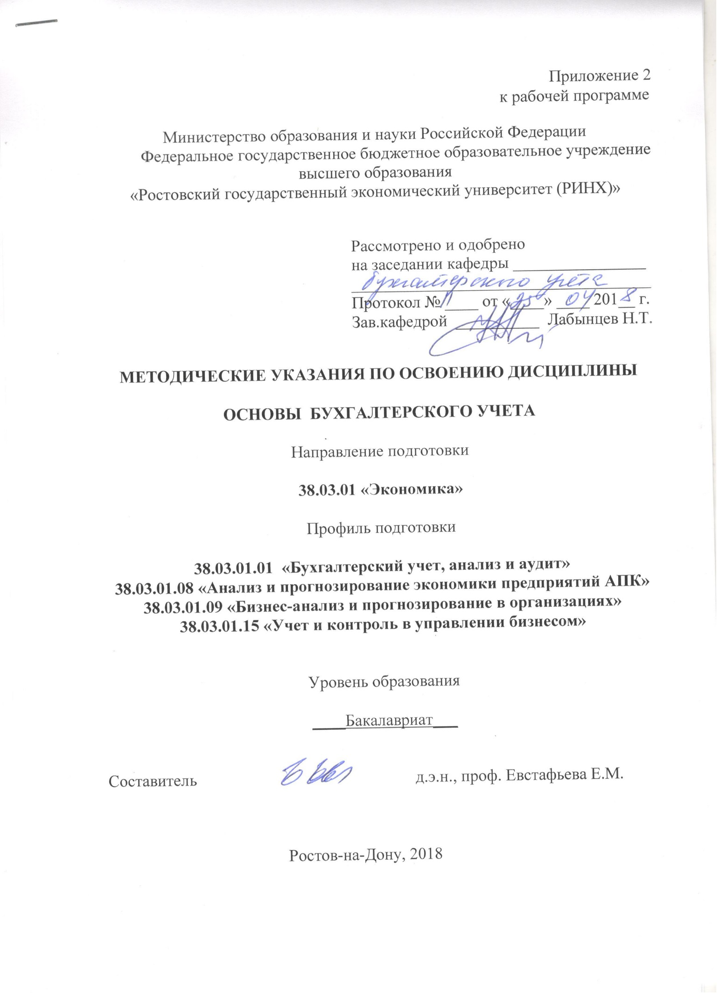 Приложение 2
к рабочей программе
Министерство образования и науки Российской Федерации
Федеральное государственное бюджетное образовательное учреждение
высшего образования
«Ростовский государственный экономический университет (РИНХ)»
Рассмотрено и одобрено
на заседании кафедры ________________
бухгалтерского учёта
Протокол № 11 от «25» 04 2018 г.
Зав.кафедрой __________ Лабынцев Н.Т.
МЕТОДИЧЕСКИЕ УКАЗАНИЯ ПО ОСВОЕНИЮ ДИСЦИПЛИНЫ
ОСНОВЫ БУХГАЛТЕРСКОГО УЧЕТА
Направление подготовки
38.03.01 «Экономика»
Профиль подготовки
38.03.01.01 «Бухгалтерский учет, анализ и аудит»
38.03.01.08 «Анализ и прогнозирование экономики предприятий АПК»
38.03.01.09 «Бизнес-анализ и прогнозирование в организациях»
38.03.01.15 «Учет и контроль в управлении бизнесом»
Уровень образования
____Бакалавриат___
Составитель д.э.н., проф. Евстафьева Е.М.
Ростов-на-Дону, 2018